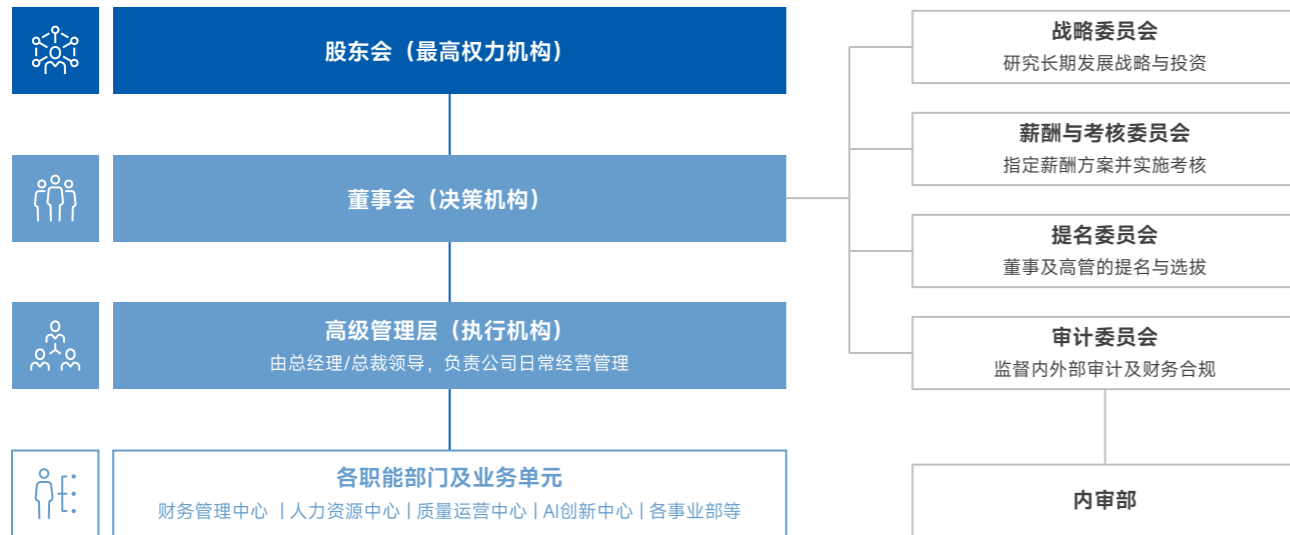 股东会（最高权力机构）
董事会（决策机构）
高级管理层（执行机构）
由总经理/总裁领导，负责公司日常经营管理
各职能部门及业务单元
财务管理中心 | 人力资源中心 | 质量运营中心 | AI创新中心 | 各事业部等
战略委员会
研究长期发展战略与投资
薪酬与考核委员会
指定薪酬方案并实施考核
提名委员会
董事及高管的提名与选拔
审计委员会
监督内外部审计及财务合规
内审部